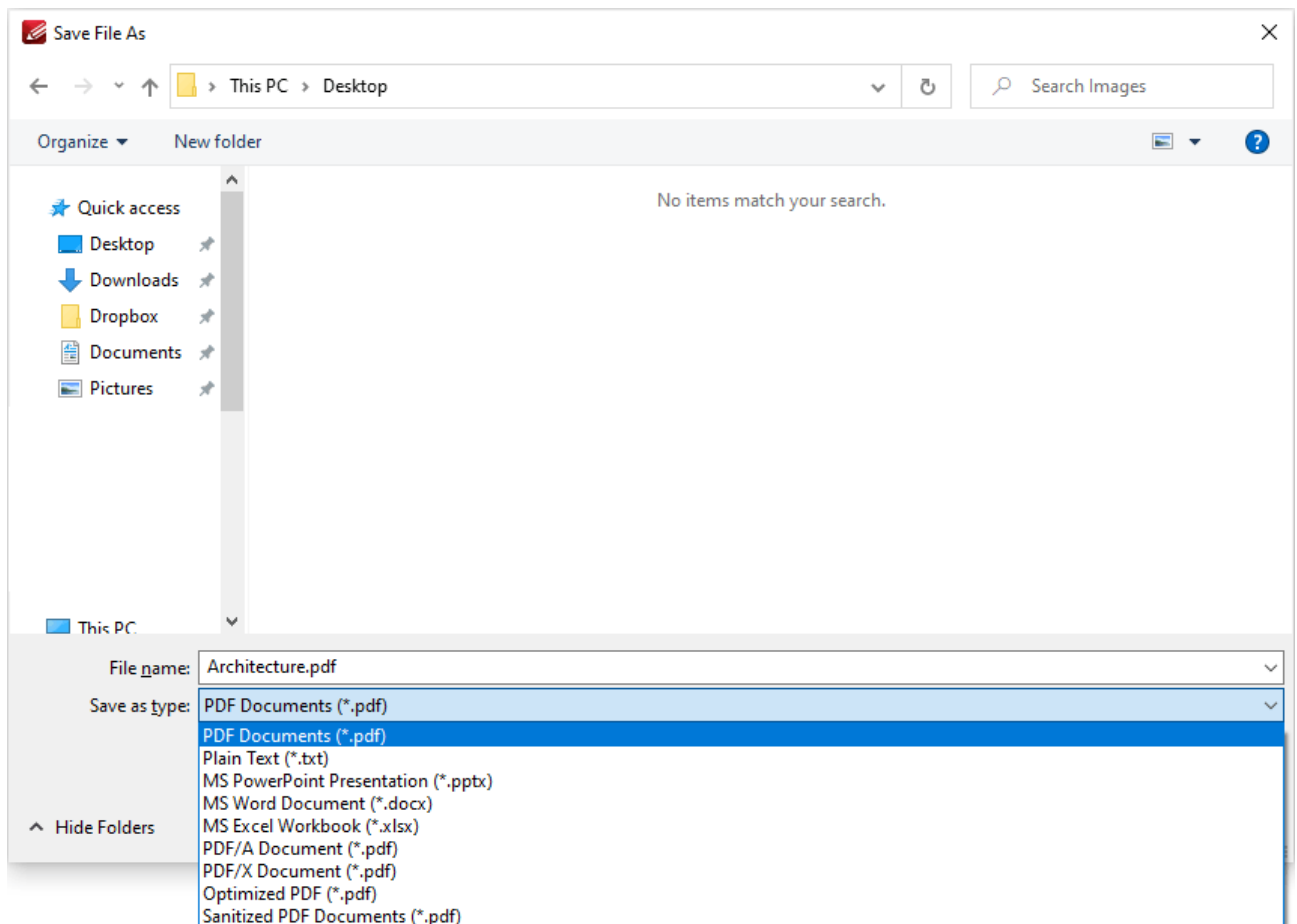 Save File As
This PC > Desktop
Search Images
Organize
New folder
?
No items match your search.
Quick access
Desktop
Downloads
Dropbox
Documents
Pictures
This PC
File name: Architecture.pdf
Save as type: PDF Documents (*.pdf)
PDF Documents (*.pdf)
Plain Text (*.txt)
MS PowerPoint Presentation (*.pptx)
MS Word Document (*.docx)
MS Excel Workbook (*.xlsx)
Hide Folders
PDF/A Document (*.pdf)
PDF/X Document (*.pdf)
Optimized PDF (*.pdf)
Sanitized PDF Documents (*.pdf)